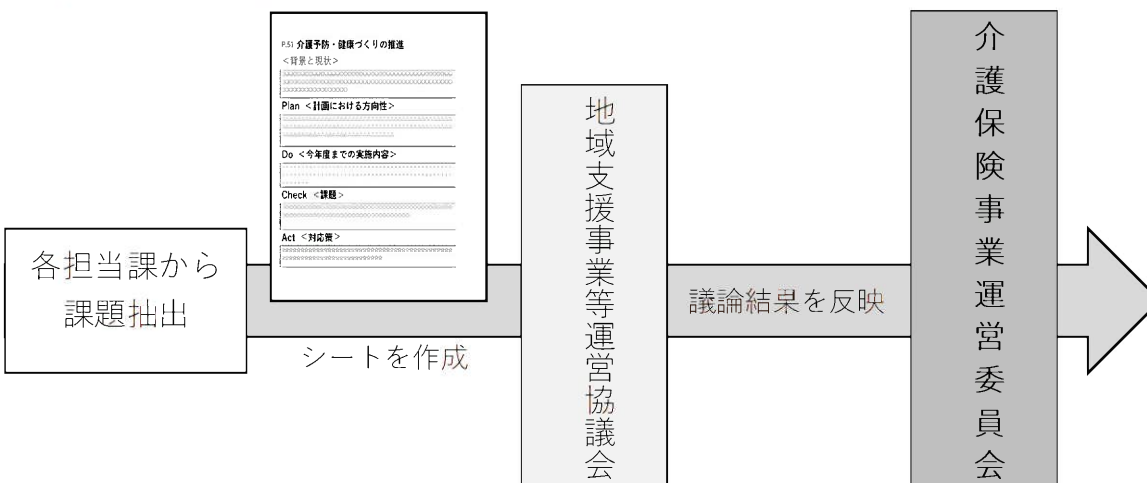 各担当課から
課題抽出
P.51 介護予防・健康づくりの推進
<背景と現状>
Plan <計画における方向性>
Do <今年度までの実施内容>
Check <課題>
Act <対応策>
シートを作成
地域支援事業等運営協議会
議論結果を反映
介護保険事業運営委員会